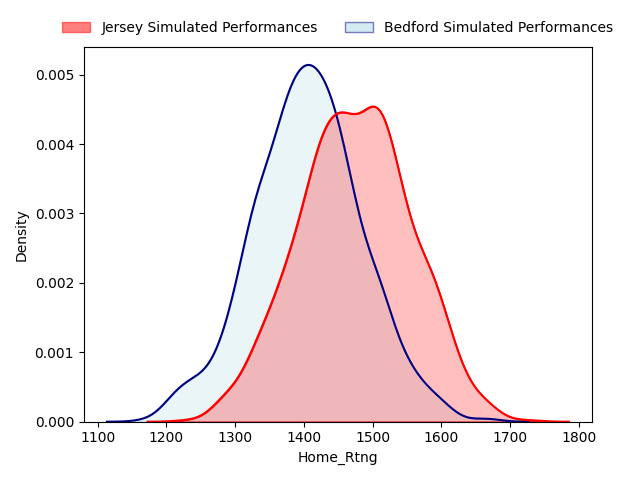 Jersey Simulated Performances
Bedford Simulated Performances
0.005
0.004
0.003
0.002
0.001
0.000
Density
1100 1200 1300 1400 1500 1600 1700 1800
Home_Rtng